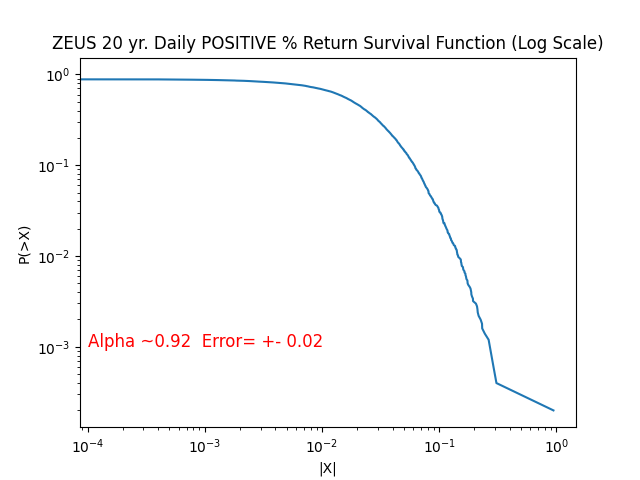 ZEUS 20 yr. Daily POSITIVE % Return Survival Function (Log Scale)
10⁰
10⁻¹
10⁻²
10⁻³
P(>X)
Alpha ~0.92  Error= +- 0.02
10⁻⁴ 10⁻³ 10⁻² 10⁻¹ 10⁰
|X|